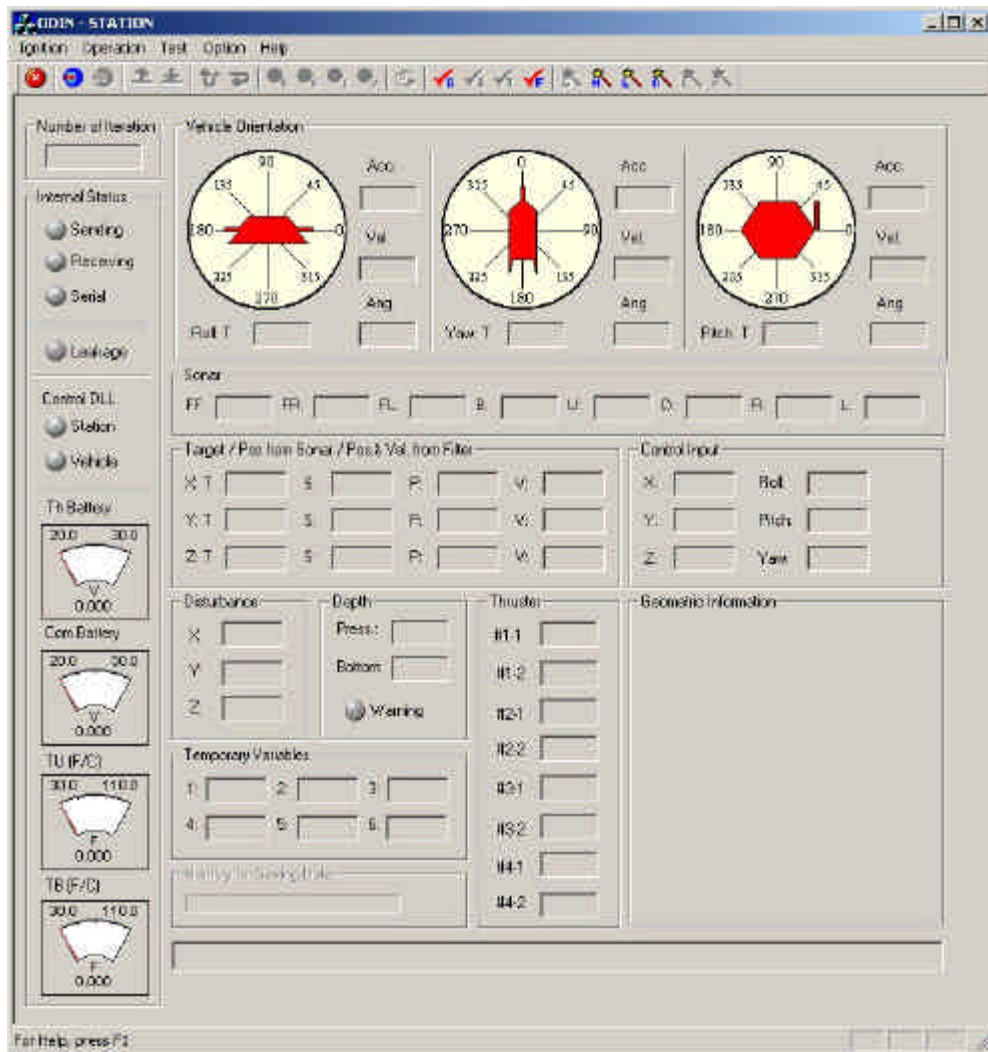 ODIN - STATION
Ignition Operation Test Option Help
Number of Iteration
Internal Status
Sending
Receiving
Serial
Leakage
Control DLL
Station
Vehicle
Th Battery
20.0 30.0
V
0.000
Com Battery
20.0 30.0
V
0.000
TU (F/C)
30.0 110.0
F
0.000
TB (F/C)
30.0 110.0
F
0.000
Vehicle Orientation
90
135 45
180 0
225 315
270
Roll T
Acc
Vel
Ang
0
315 45
270 90
225 135
180
Yaw T
Acc
Vel.
Ang
90
135 45
180 0
225 315
270
Pitch T
Acc.
Vel.
Ang
Sonar
FF FR: FL: B: U: D: R: L:
Target / Pos from Sonar / Pos & Vel. from Filter
X: T S: P: V:
Y: T S: P: V:
Z: T S: P: V:
Control Input
X: Roll
Y: Pitch
Z: Yaw
Disturbance
X
Y
Z
Depth
Press.:
Bottom
Warning
Thruster
#1-1
#1-2
#2-1
#2-2
#3-1
#3-2
#4-1
#4-2
Geometric Information
Temporary Variables
1: 2: 3:
4: 5: 6:
Saving
For Help, press F1